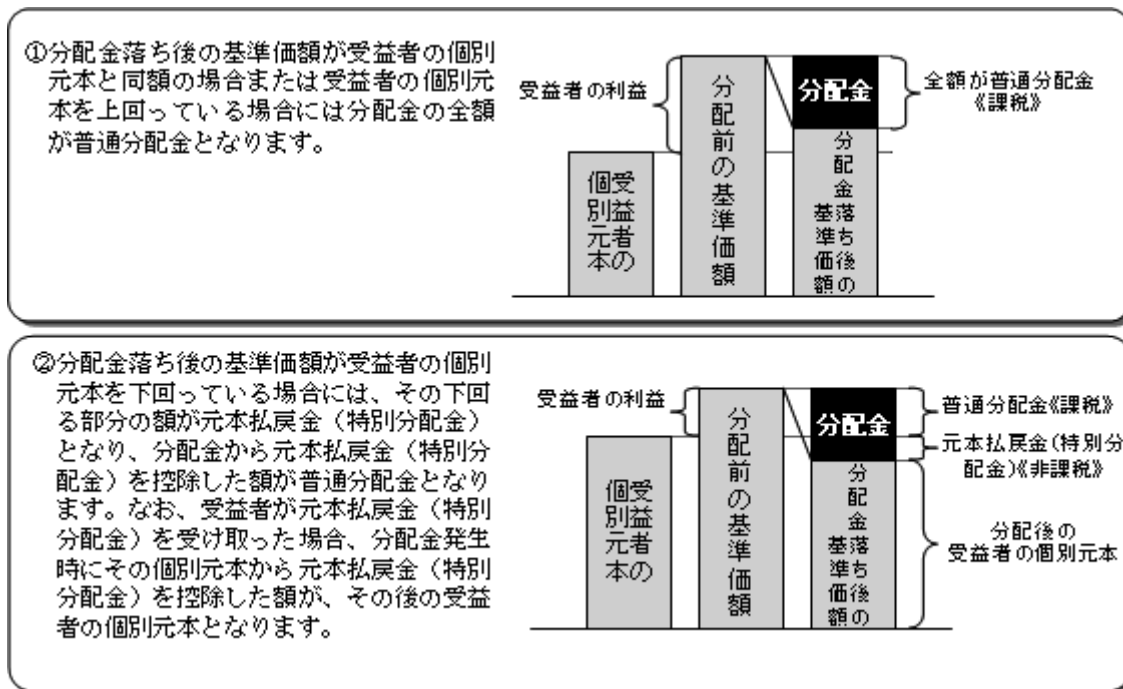 ①分配金落ち後の基準価額が受益者の個別
元本と同額の場合または受益者の個別元
本を上回っている場合には分配金の全額
が普通分配金となります。
受益者の利益
受益者の
個別元本
分配前の基準価額
分配金
分配金落ち後の
基準価額
全額が普通分配金
《課税》
②分配金落ち後の基準価額が受益者の個別
元本を下回っている場合には、その下回
る部分の額が元本払戻金（特別分配金）
となり、分配金から元本払戻金（特別分
配金）を控除した額が普通分配金となり
ます。なお、受益者が元本払戻金（特別
分配金）を受け取った場合、分配金発生
時にその個別元本から元本払戻金（特別
分配金）を控除した額が、その後の受益
者の個別元本となります。
受益者の利益
受益者の
個別元本
分配前の基準価額
分配金
分配金落ち後の
基準価額
普通分配金《課税》
元本払戻金(特別分
配金)《非課税》
分配後の
受益者の個別元本